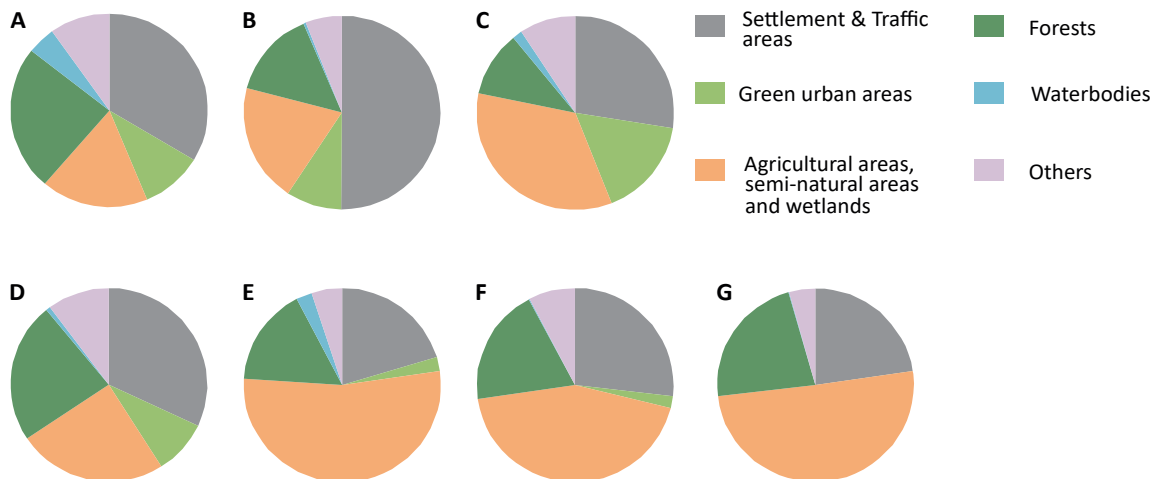 A
B
C
Settlement & Traffic
areas
Forests
Green urban areas
Waterbodies
Agricultural areas,
semi-natural areas
and wetlands
Others
D
E
F
G